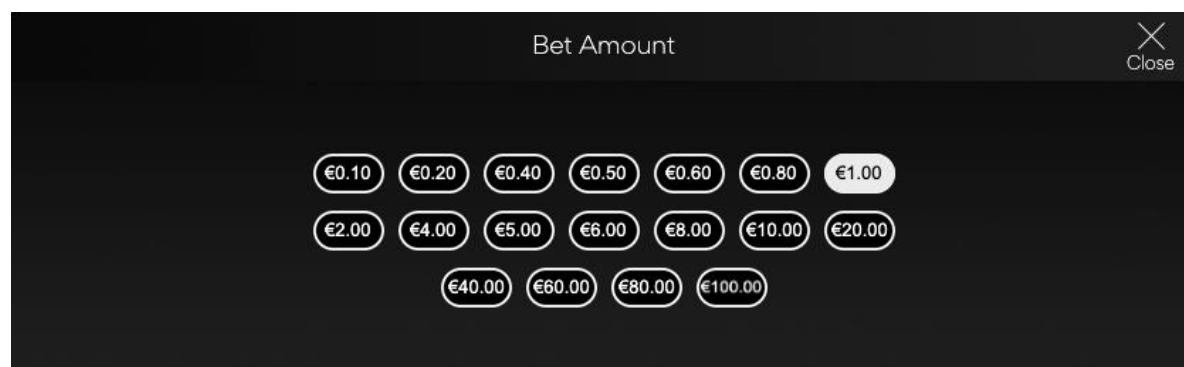 Bet Amount
Close
€0.10 €0.20 €0.40 €0.50 €0.60 €0.80 €1.00
€2.00 €4.00 €5.00 €6.00 €8.00 €10.00 €20.00
€40.00 €60.00 €80.00 €100.00